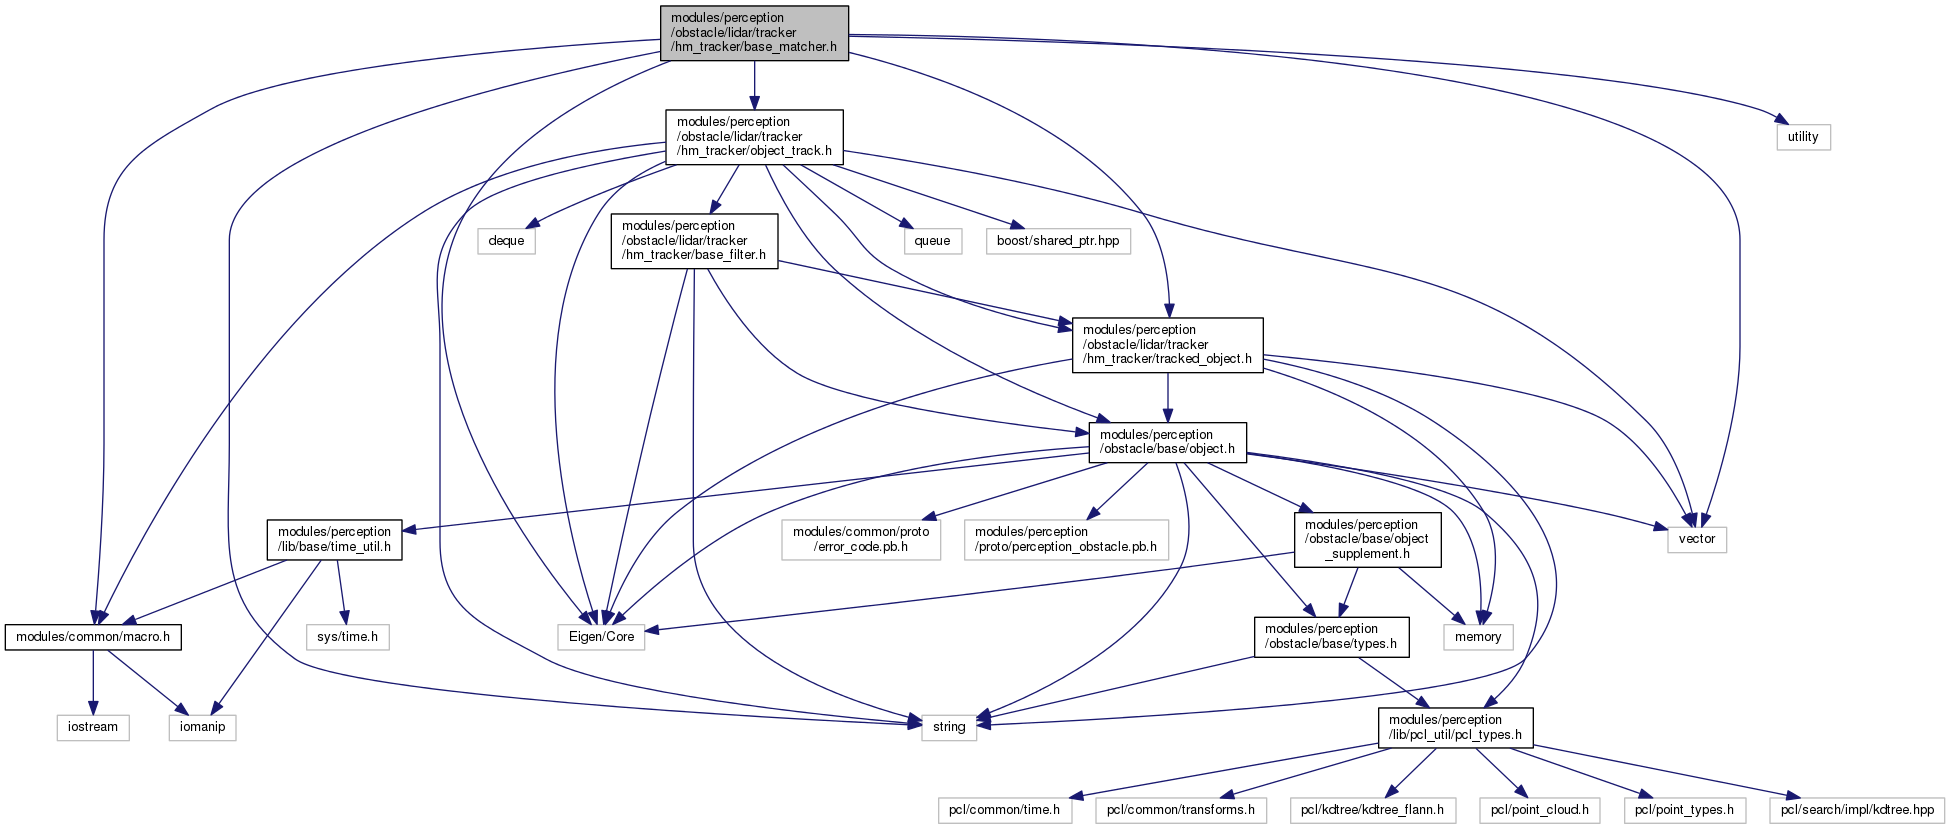 modules/perception
/obstacle/lidar/tracker
/hm_tracker/base_matcher.h
modules/perception
/obstacle/lidar/tracker
/hm_tracker/object_track.h
utility
deque
modules/perception
/obstacle/lidar/tracker
/hm_tracker/base_filter.h
queue
boost/shared_ptr.hpp
modules/perception
/obstacle/lidar/tracker
/hm_tracker/tracked_object.h
modules/perception
/obstacle/base/object.h
modules/perception
/lib/base/time_util.h
modules/common/proto
/error_code.pb.h
modules/perception
/proto/perception_obstacle.pb.h
modules/perception
/obstacle/base/object
_supplement.h
vector
modules/common/macro.h
sys/time.h
Eigen/Core
modules/perception
/obstacle/base/types.h
memory
iostream
iomanip
string
modules/perception
/lib/pcl_util/pcl_types.h
pcl/common/time.h
pcl/common/transforms.h
pcl/kdtree/kdtree_flann.h
pcl/point_cloud.h
pcl/point_types.h
pcl/search/impl/kdtree.hpp